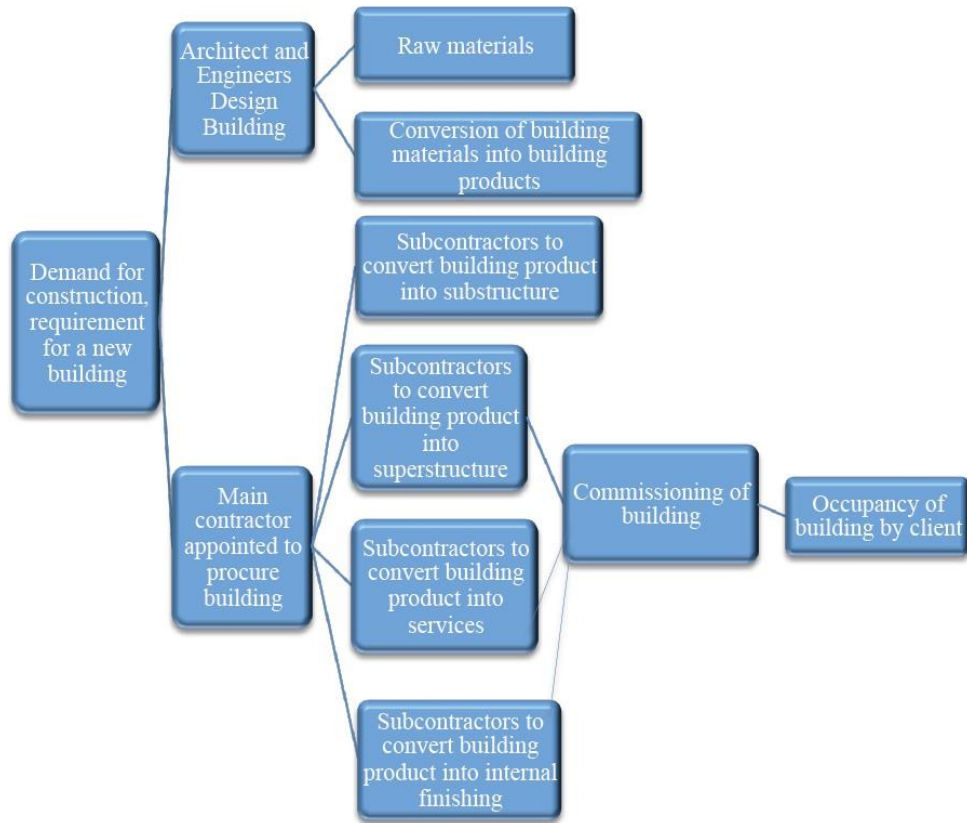 Demand for
construction,
requirement
for a new
building
Architect and
Engineers
Design
Building
Raw materials
Conversion of building
materials into building
products
Main
contractor
appointed to
procure
building
Subcontractors to
convert building product
into substructure
Subcontractors
to convert
building product
into
superstructure
Subcontractors to
convert building
product into
services
Subcontractors to
convert building
product into internal
finishing
Commissioning of
building
Occupancy of
building by client